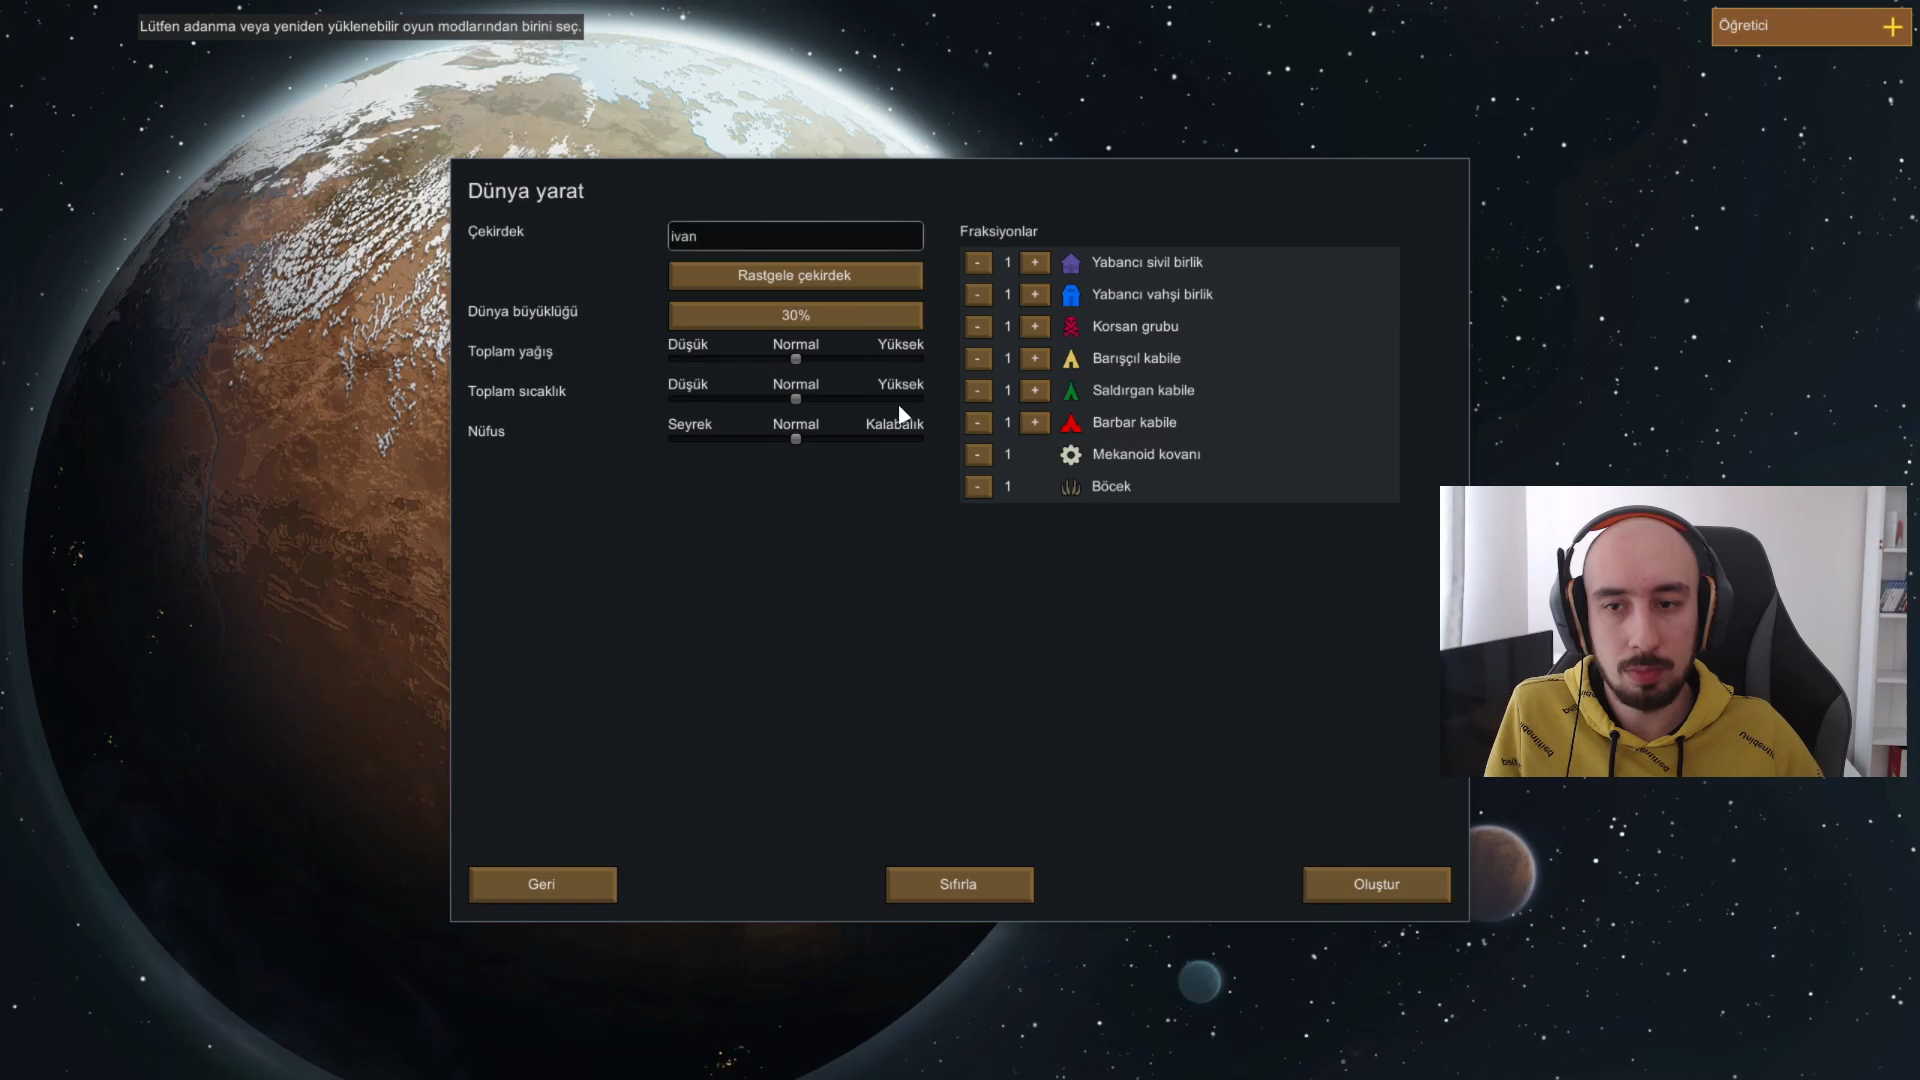 Lütfen adanma veya yeniden yüklenebilir oyun modlarından birini seç.
Öğretici
Dünya yarat
Çekirdek
ivan
Rastgele çekirdek
Dünya büyüklüğü
30%
Toplam yağış
Düşük Normal Yüksek
Toplam sıcaklık
Düşük Normal Yüksek
Nüfus
Seyrek Normal Kalabalık
Fraksiyonlar
- 1 + Yabancı sivil birlik
- 1 + Yabancı vahşi birlik
- 1 + Korsan grubu
- 1 + Barışçıl kabile
- 1 + Saldırgan kabile
- 1 + Barbar kabile
- 1 Mekanoid kovanı
- 1 Böcek
Geri
Sıfırla
Oluştur